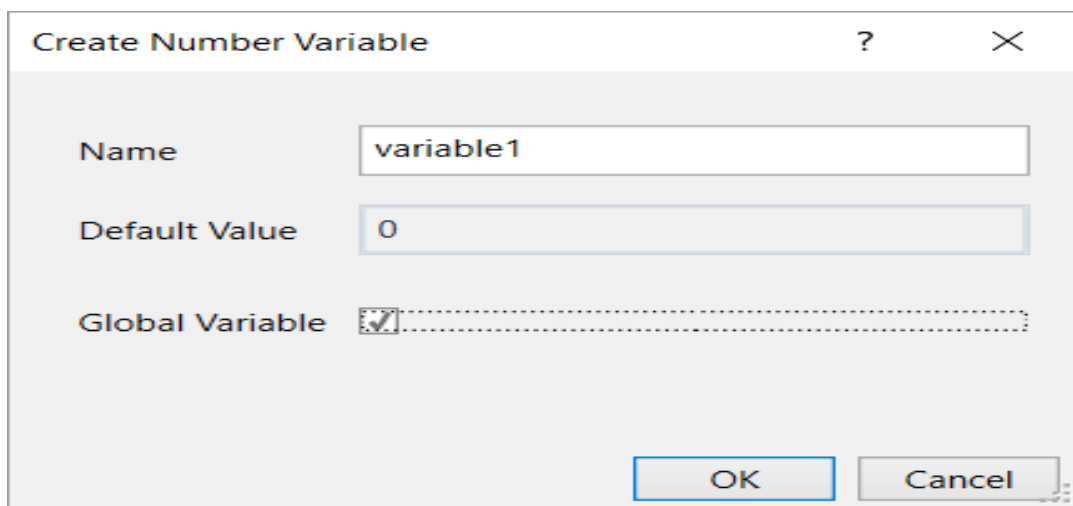 Create Number Variable ?
Name variable1
Default Value 0
Global Variable
OK Cancel